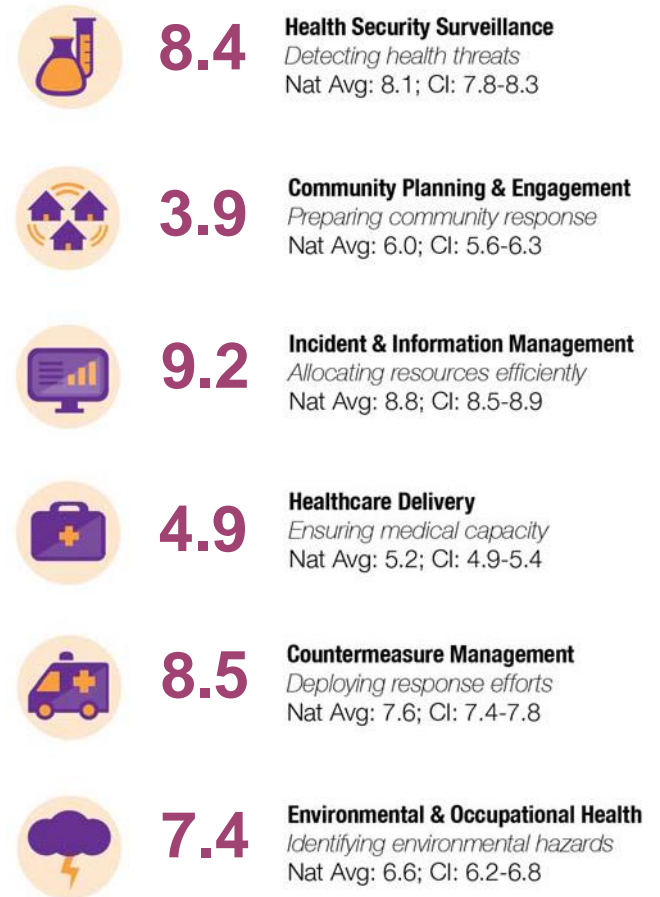 8.4
Health Security Surveillance
Detecting health threats
Nat Avg: 8.1; CI: 7.8-8.3
3.9
Community Planning & Engagement
Preparing community response
Nat Avg: 6.0; CI: 5.6-6.3
9.2
Incident & Information Management
Allocating resources efficiently
Nat Avg: 8.8; CI: 8.5-8.9
4.9
Healthcare Delivery
Ensuring medical capacity
Nat Avg: 5.2; CI: 4.9-5.4
8.5
Countermeasure Management
Deploying response efforts
Nat Avg: 7.6; CI: 7.4-7.8
7.4
Environmental & Occupational Health
Identifying environmental hazards
Nat Avg: 6.6; CI: 6.2-6.8